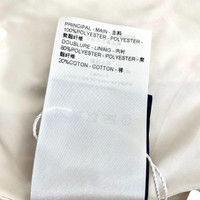 PRINCIPAL - MAIN - 主料
100%POLYESTER - POLYESTER -
聚酯纤维
DOUBLURE - LINING - 内衬
80%POLYESTER - POLYESTER - 聚
酯纤维
20%COTON - COTTON - 棉